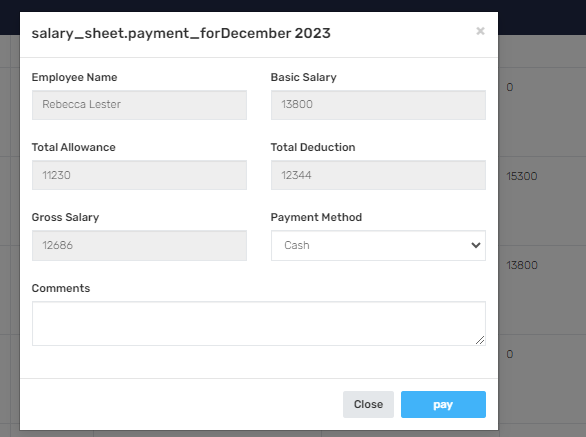 salary_sheet.payment_forDecember 2023 ×
Employee Name Basic Salary
Rebecca Lester 13800
0
Total Allowance Total Deduction
11230 12344
15300
Gross Salary Payment Method
12686 Cash
13800
Comments
0
Close pay